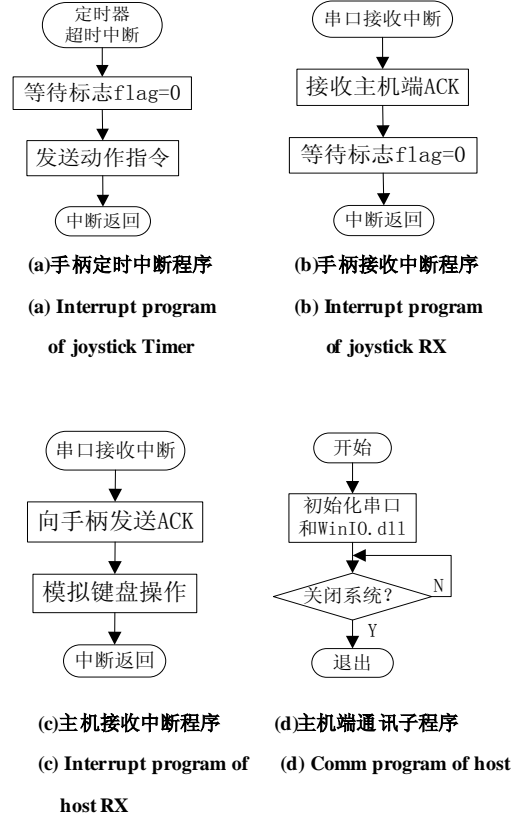 定时器
超时中断
等待标志flag=0
发送动作指令
中断返回
(a)手柄定时中断程序
(a) Interrupt program
of joystick Timer
串口接收中断
接收主机端ACK
等待标志flag=0
中断返回
(b)手柄接收中断程序
(b) Interrupt program
of joystick RX
串口接收中断
向手柄发送ACK
模拟键盘操作
中断返回
(c)主机接收中断程序
(c) Interrupt program of
host RX
开始
初始化串口
和WinIO.dll
关闭系统?
N
Y
退出
(d)主机端通讯子程序
(d) Comm program of host